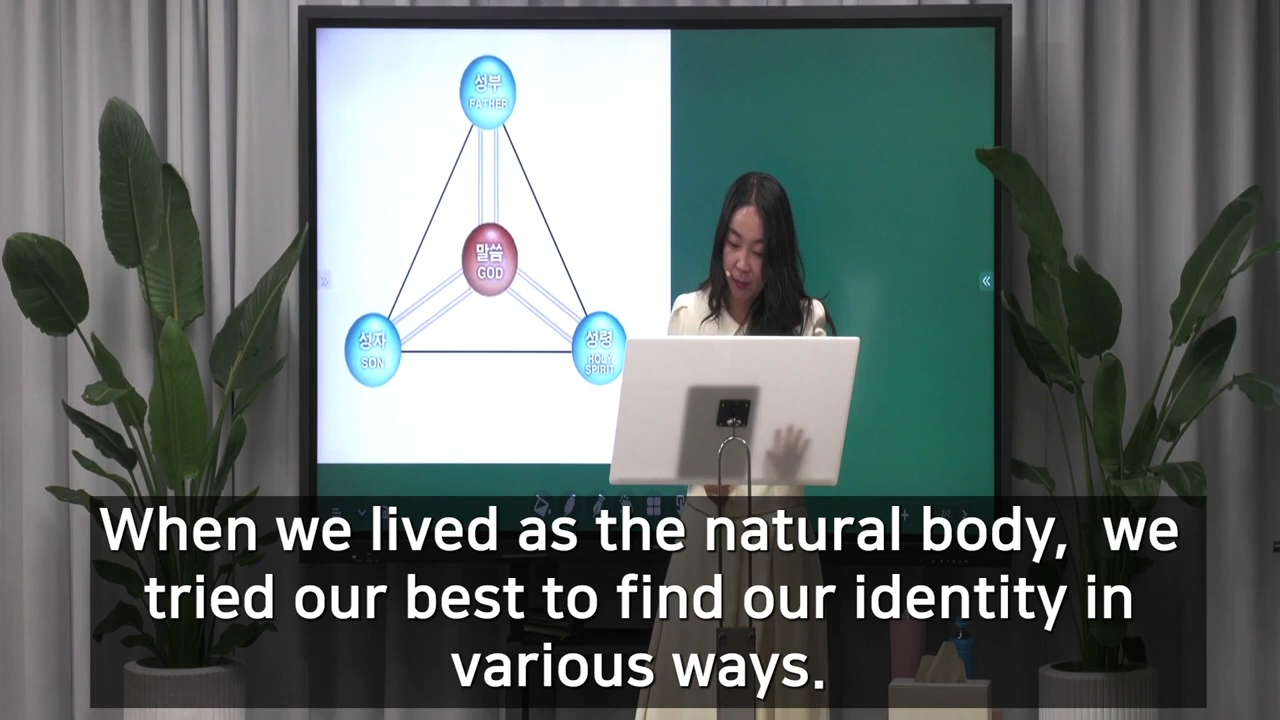 성부
FATHER
말씀
GOD
성자
SON
성령
HOLY
SPIRIT
When we lived as the natural body, we
tried our best to find our identity in
various ways.